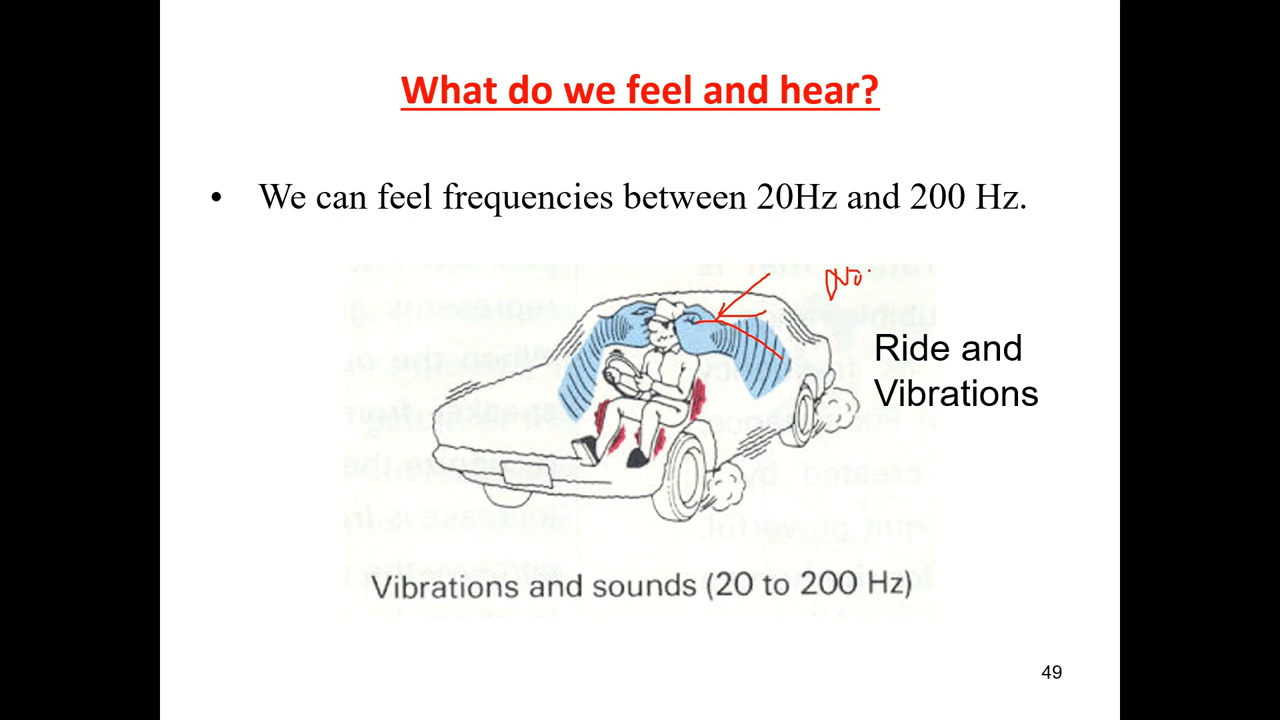 What do we feel and hear?
• We can feel frequencies between 20Hz and 200 Hz.
Ride and
Vibrations
Vibrations and sounds (20 to 200 Hz)
49